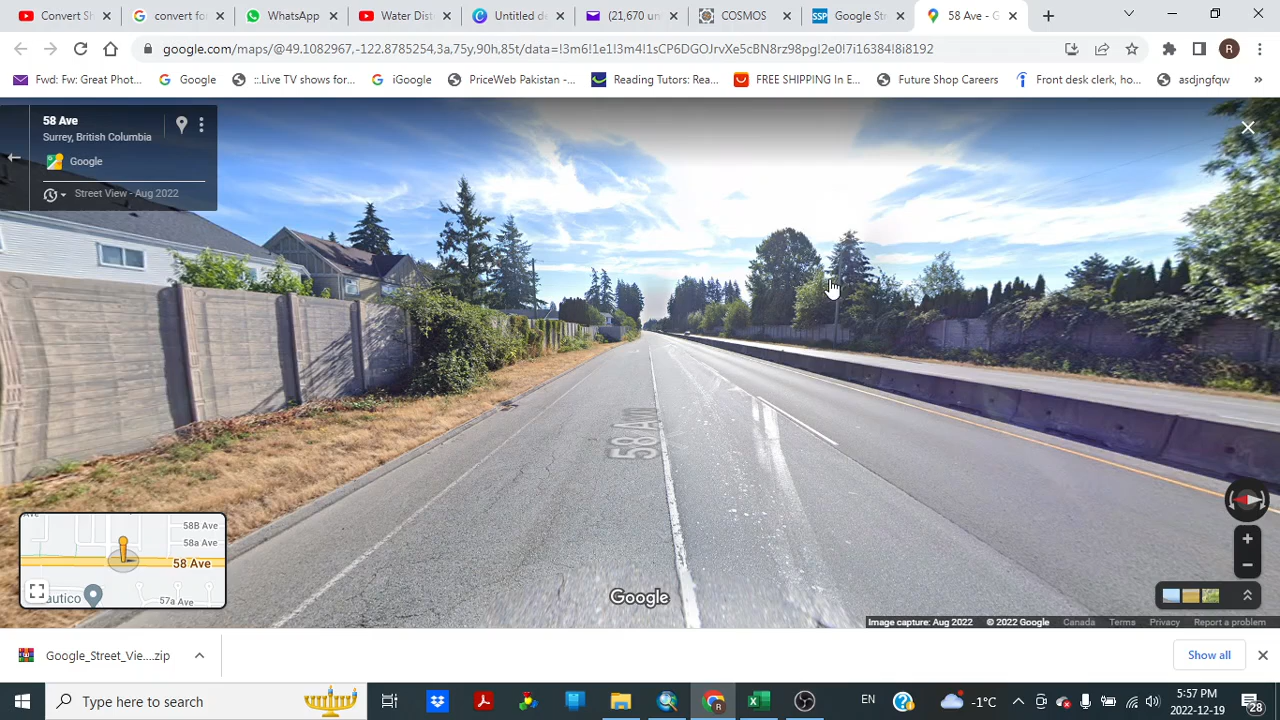 Convert Sh
convert fo
WhatsApp
Water Dis
Untitled d
(21,670 un
COSMOS
Google Str
58 Ave - G
google.com/maps/@49.1082967,-122.8785254,3a,75y,90h,85t/data=!3m6!1e1!3m4!1sCP6DGOJrvXe5cBN8rz98pg!2e0!7i16384!8i8192
R
Fwd: Fw: Great Phot...
Google
::.Live TV shows for...
iGoogle
PriceWeb Pakistan -...
Reading Tutors: Rea...
FREE SHIPPING In E...
Future Shop Careers
Front desk clerk, ho...
asdjngfqw
58 Ave
Surrey, British Columbia
Google
Street View - Aug 2022
58 Ave
58B Ave
58a Ave
58 Ave
autico
57a Ave
Google
Image capture: Aug 2022 © 2022 Google Canada Terms Privacy Report a problem
Google_Street_Vie....zip
Show all
Type here to search
EN
-1°C
5:57 PM
2022-12-19
28